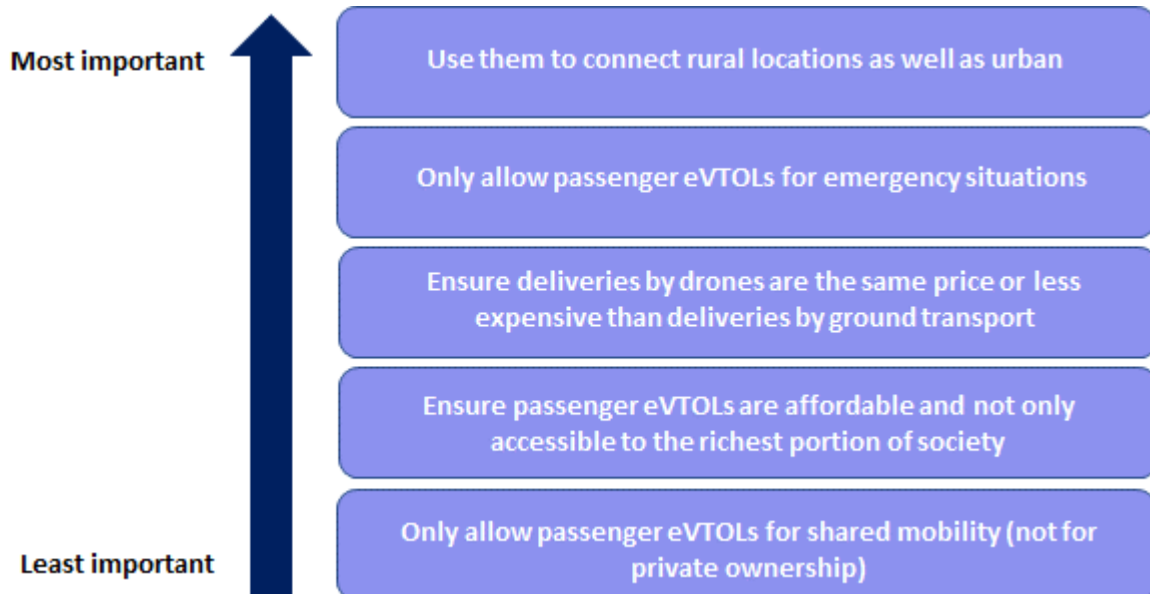 Most important
Use them to connect rural locations as well as urban
Only allow passenger eVTOLs for emergency situations
Ensure deliveries by drones are the same price or less
expensive than deliveries by ground transport
Ensure passenger eVTOLs are affordable and not only
accessible to the richest portion of society
Only allow passenger eVTOLs for shared mobility (not for
private ownership)
Least important